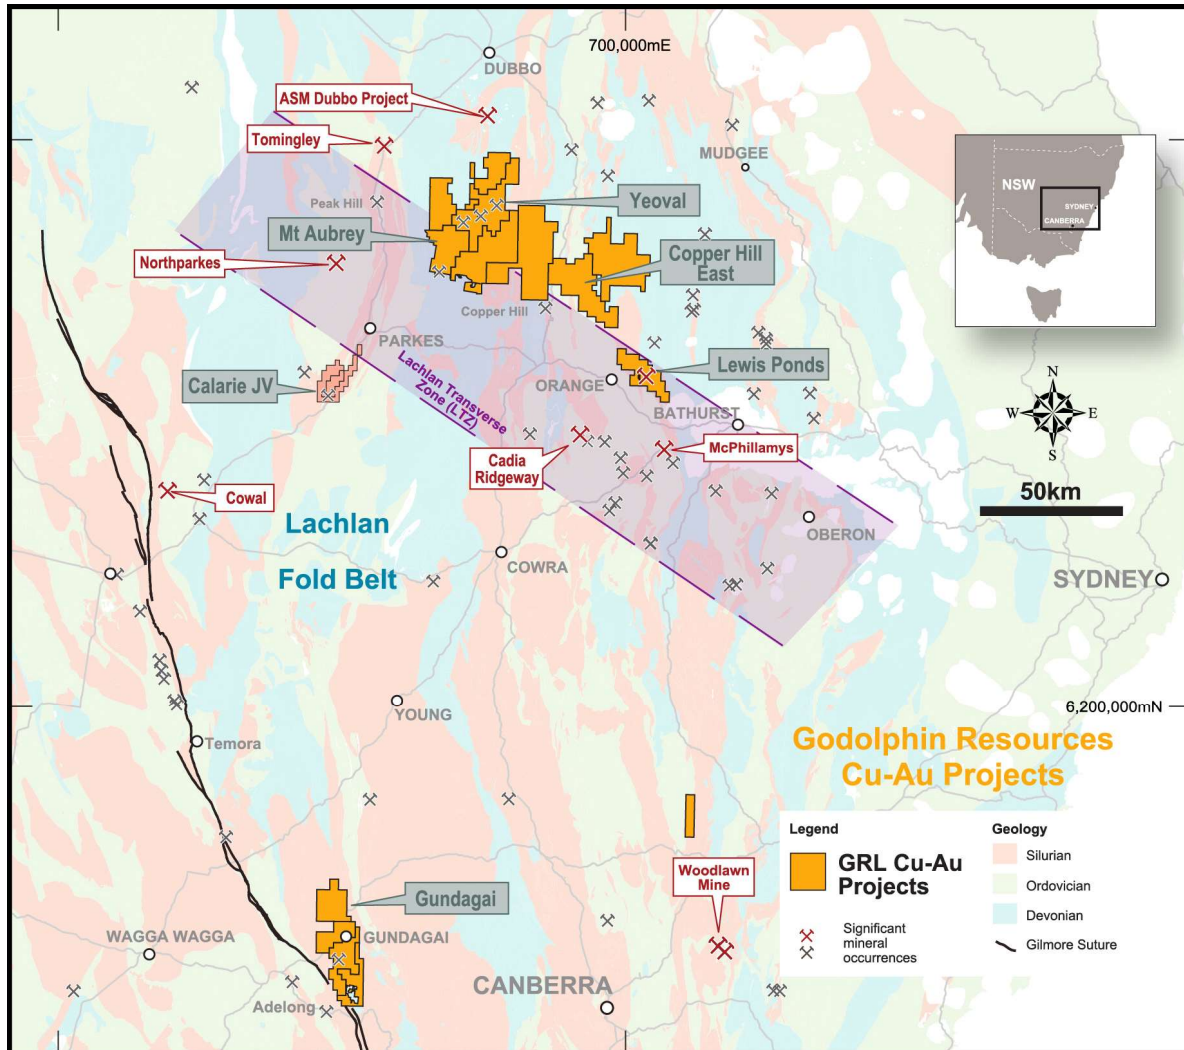 700,000mE
DUBBO
ASM Dubbo Project
Tomingley
MUDGEE
NSW
SYDNEY
CANBERRA
Peak Hill
Yeoval
Mt Aubrey
Northparkes
Copper Hill
East
Copper Hill
PARKES
Lachlan Transverse
Zone (LTZ)
Calarie JV
ORANGE
Lewis Ponds
BATHURST
N
W
E
S
Cadia
Ridgeway
McPhillamys
50km
Cowal
Lachlan
Fold Belt
OBERON
COWRA
SYDNEY
YOUNG
6,200,000mN
Temora
Godolphin Resources
Cu-Au Projects
Legend
GRL Cu-Au
Projects
Significant
mineral
occurrences
Geology
Silurian
Ordovician
Devonian
Gilmore Suture
Woodlawn
Mine
Gundagai
WAGGA WAGGA
GUNDAGAI
CANBERRA
Adelong